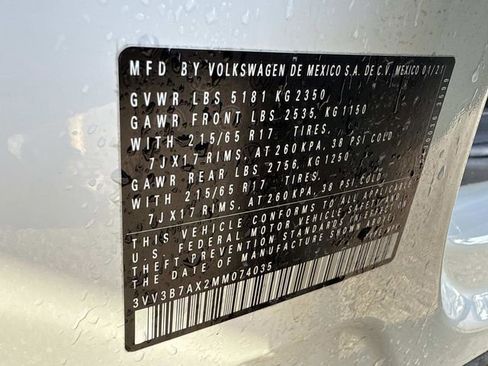 MFD. BY VOLKSWAGEN DE MEXICO S.A. DE C.V. MEXICO 01/21
GVWR LBS 5181 KG 2350
GAWR FRONT LBS 2535, KG 1150
WITH 215/65 R17 TIRES,
7JX17 RIMS, AT 260 KPA, 38 PSI COLD
GAWR REAR LBS 2756, KG 1250
WITH 215/65 R17 TIRES,
7JX17 RIMS, AT 260 KPA, 38 PSI COLD
THIS VEHICLE CONFORMS TO ALL APPLICABLE
U.S. FEDERAL MOTOR VEHICLE SAFETY AND
THEFT PREVENTION STANDARDS IN EFFECT ON
THE DATE OF MANUFACTURE SHOWN ABOVE
3VV3B7AX2MM074035